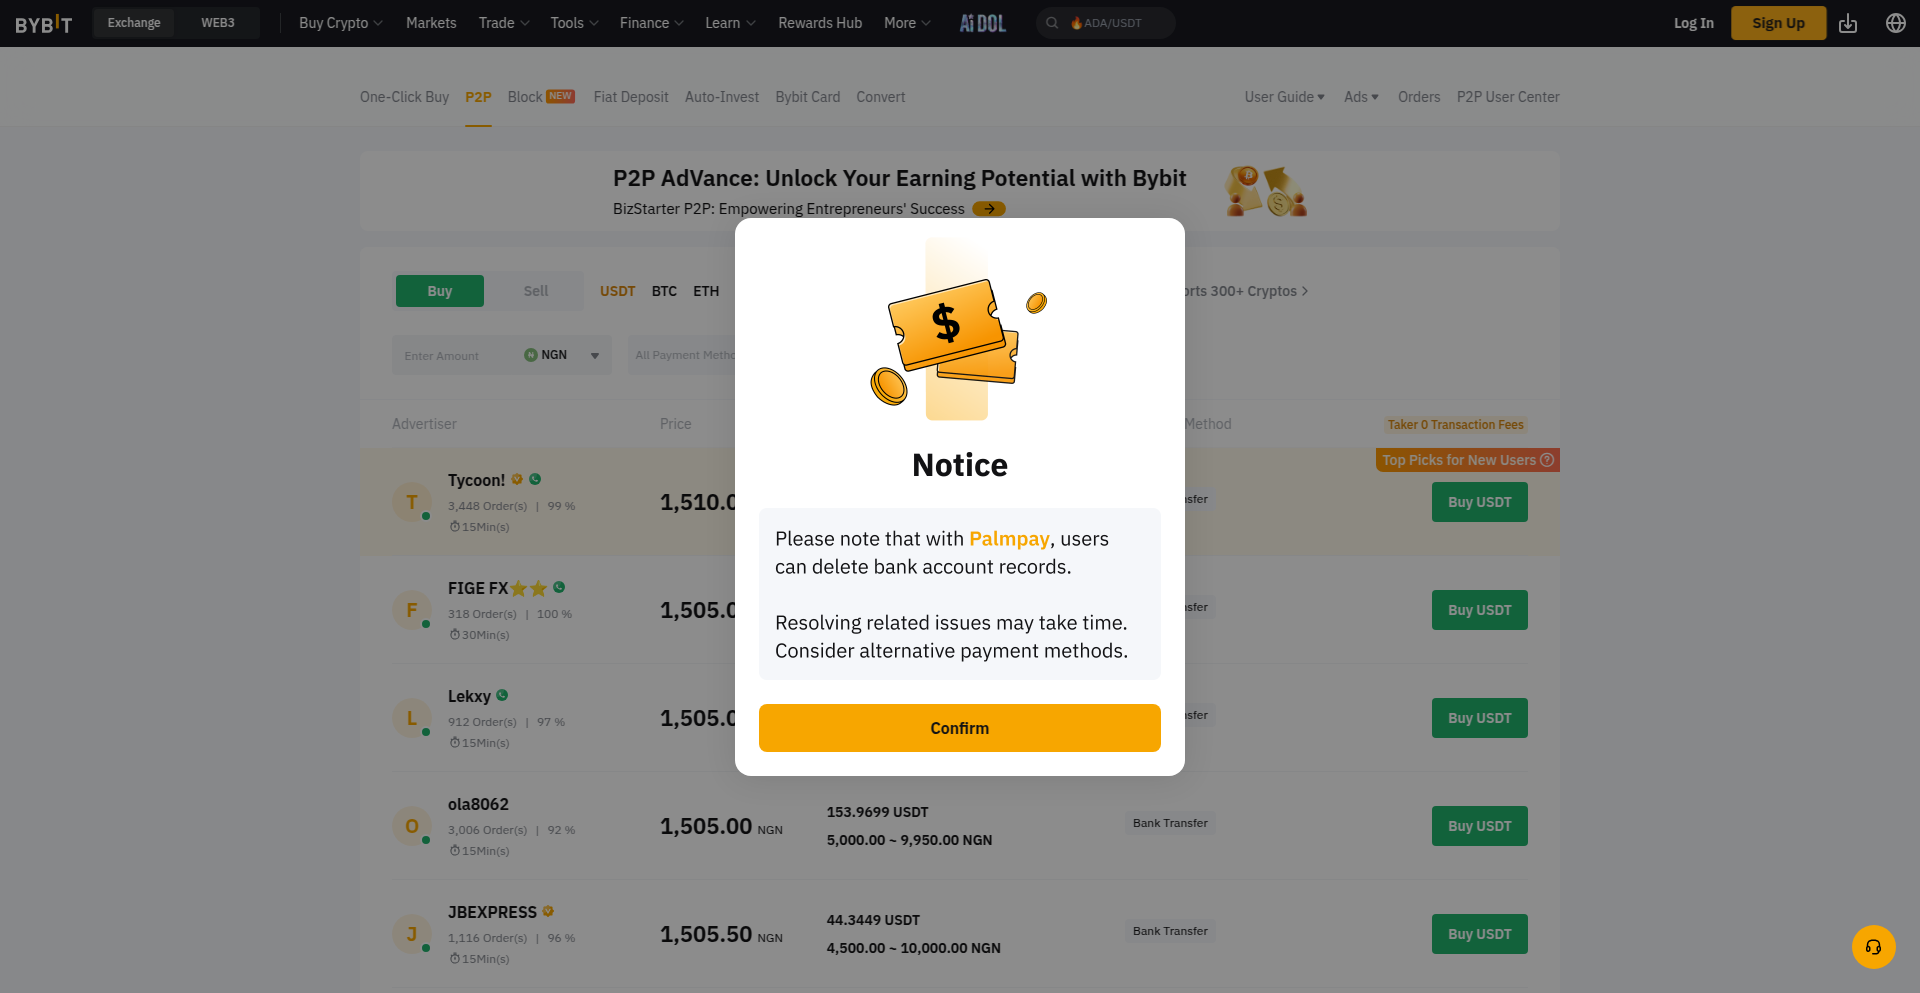 BYBIT Exchange WEB3 Buy Crypto Markets Trade Tools Finance Learn Rewards Hub More AiDOL 🔥ADA/USDT Log In Sign Up
One-Click Buy P2P Block NEW Fiat Deposit Auto-Invest Bybit Card Convert User Guide Ads Orders P2P User Center
P2P AdVance: Unlock Your Earning Potential with Bybit
BizStarter P2P: Empowering Entrepreneurs' Success
Buy Sell USDT BTC ETH orts 300+ Cryptos
Enter Amount NGN All Payment Metho
Advertiser Price Method Taker 0 Transaction Fees
Top Picks for New Users
T Tycoon!
3,448 Order(s) | 99 %
15Min(s)
1,510.0
nsfer
Buy USDT
F FIGE FX⭐⭐
318 Order(s) | 100 %
30Min(s)
1,505.0
nsfer
Buy USDT
L Lekxy
912 Order(s) | 97 %
15Min(s)
1,505.0
nsfer
Buy USDT
O ola8062
3,006 Order(s) | 92 %
15Min(s)
1,505.00 NGN
153.9699 USDT
5,000.00 ~ 9,950.00 NGN
Bank Transfer
Buy USDT
J JBEXPRESS
1,116 Order(s) | 96 %
15Min(s)
1,505.50 NGN
44.3449 USDT
4,500.00 ~ 10,000.00 NGN
Bank Transfer
Buy USDT
$
Notice
Please note that with Palmpay, users
can delete bank account records.
Resolving related issues may take time.
Consider alternative payment methods.
Confirm